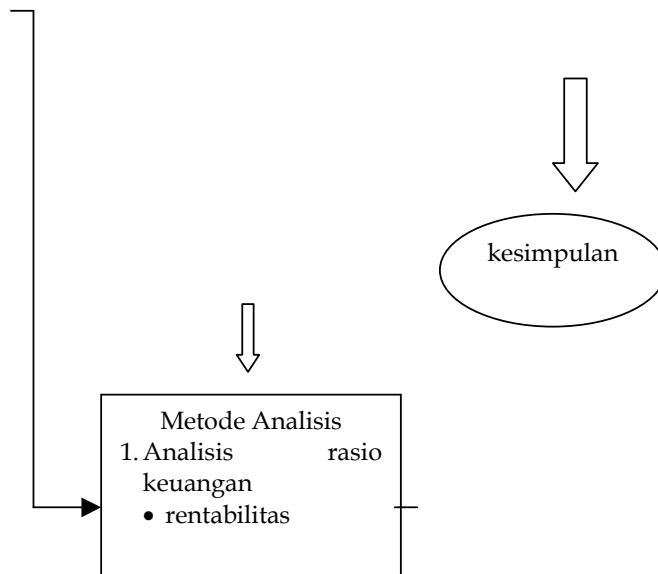 kesimpulan
Metode Analisis
1. Analisis rasio
keuangan
• rentabilitas